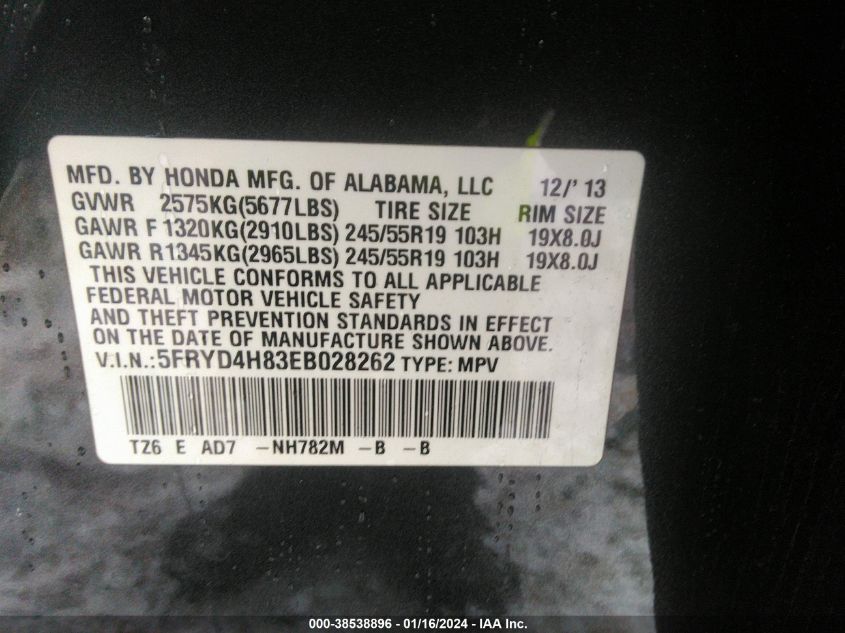 MFD. BY HONDA MFG. OF ALABAMA, LLC 12/' 13
GVWR 2575KG(5677LBS) TIRE SIZE RIM SIZE
GAWR F 1320KG(2910LBS) 245/55R19 103H 19X8.0J
GAWR R1345KG(2965LBS) 245/55R19 103H 19X8.0J
THIS VEHICLE CONFORMS TO ALL APPLICABLE
FEDERAL MOTOR VEHICLE SAFETY
AND THEFT PREVENTION STANDARDS IN EFFECT
ON THE DATE OF MANUFACTURE SHOWN ABOVE.
V.I.N.:5FRYD4H83EB028262 TYPE: MPV
TZ6 E AD7 -NH782M -B -B
000-38538896 - 01/16/2024 - IAA Inc.